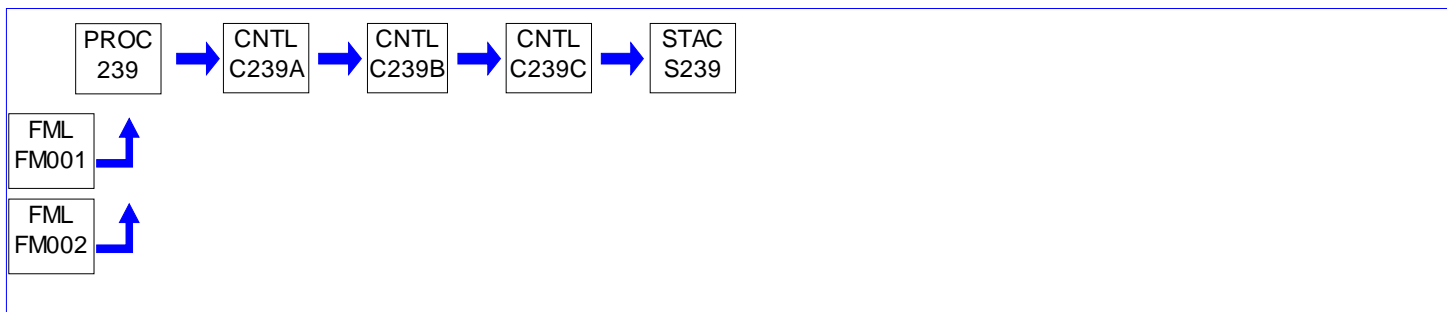 PROC
239
CNTL
C239A
CNTL
C239B
CNTL
C239C
STAC
S239
FML
FM001
FML
FM002